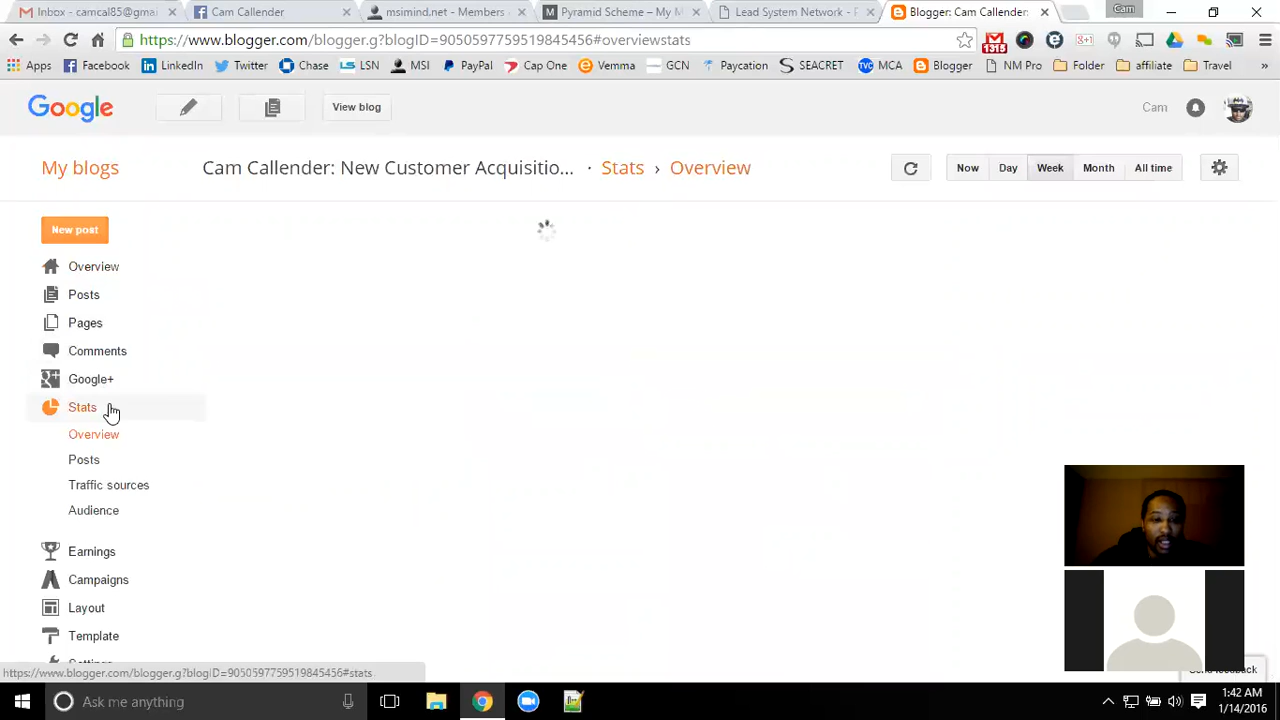 Inbox - camcal85@gmai
Cam Callender
msimind.net - Members
Pyramid Scheme – My M
Lead System Network - P
Blogger: Cam Callender:
Cam
https://www.blogger.com/blogger.g?blogID=9050597759519845456#overviewstats
1315
Apps
Facebook
LinkedIn
Twitter
Chase
LSN
MSI
PayPal
Cap One
Vemma
GCN
Paycation
SEACRET
MCA
Blogger
NM Pro
Folder
affiliate
Travel
Google
View blog
Cam
My blogs
Cam Callender: New Customer Acquisitio... · Stats › Overview
Now
Day
Week
Month
All time
New post
Overview
Posts
Pages
Comments
Google+
Stats
Overview
Posts
Traffic sources
Audience
Earnings
Campaigns
Layout
Template
Settings
https://www.blogger.com/blogger.g?blogID=9050597759519845456#stats
Send feedback
Ask me anything
1:42 AM
1/14/2016